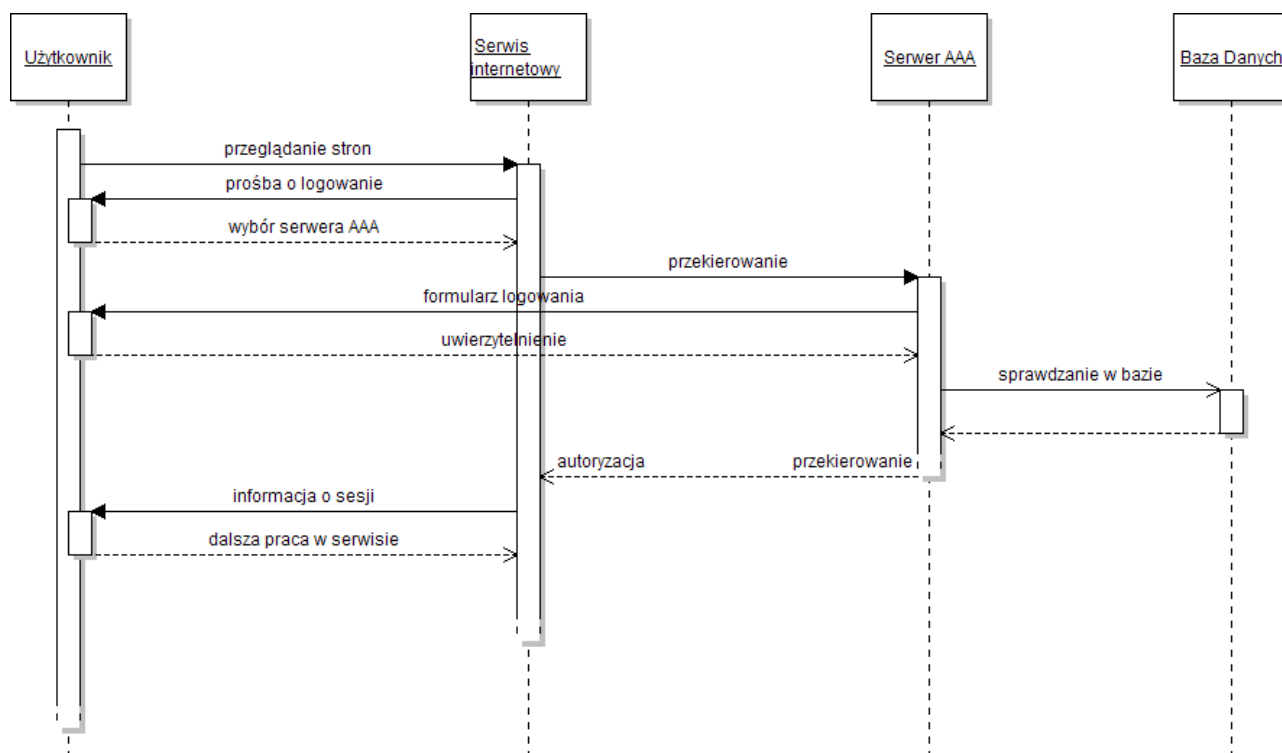 Użytkownik
Serwis
internetowy
Serwer AAA
Baza Danych
przeglądanie stron
prośba o logowanie
wybór serwera AAA
przekierowanie
formularz logowania
uwierzytelnienie
sprawdzanie w bazie
autoryzacja przekierowanie
informacja o sesji
dalsza praca w serwisie